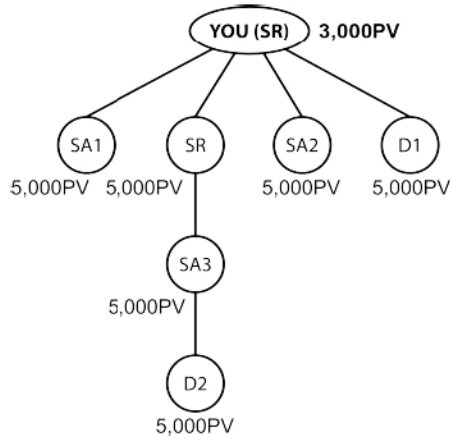 YOU (SR) 3,000PV
SA1 SR SA2 D1
5,000PV 5,000PV 5,000PV 5,000PV
SA3
5,000PV
D2
5,000PV